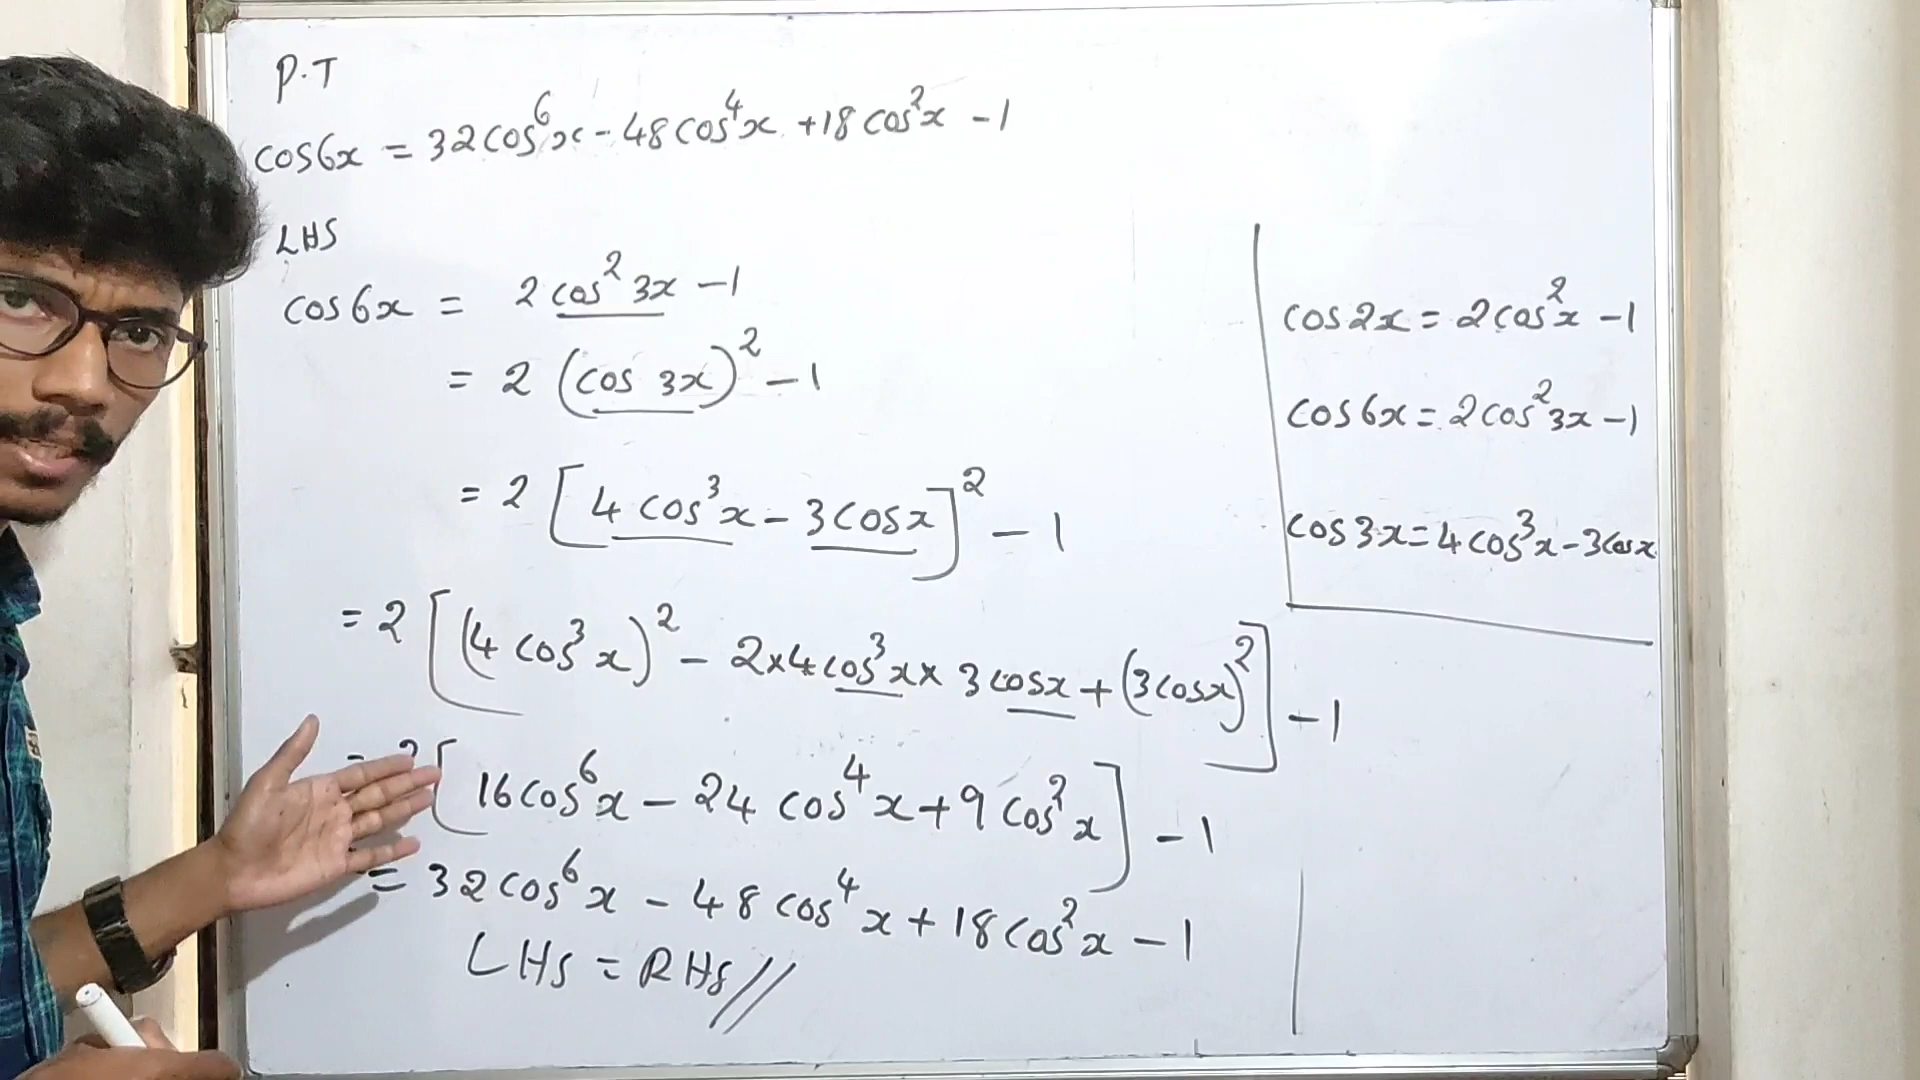 P.T
cos6x = 32cos⁶x - 48cos⁴x + 18cos²x - 1
LHS
cos6x = 2cos²3x - 1
= 2(cos 3x)² - 1
= 2[4cos³x - 3cosx]² - 1
= 2[(4cos³x)² - 2×4cos³x× 3cosx + (3cosx)²] - 1
= 2[16cos⁶x - 24cos⁴x + 9cos²x] - 1
= 32cos⁶x - 48cos⁴x + 18cos²x - 1
LHS = RHS//
cos2x = 2cos²x - 1
cos6x = 2cos²3x - 1
cos3x = 4cos³x - 3cosx